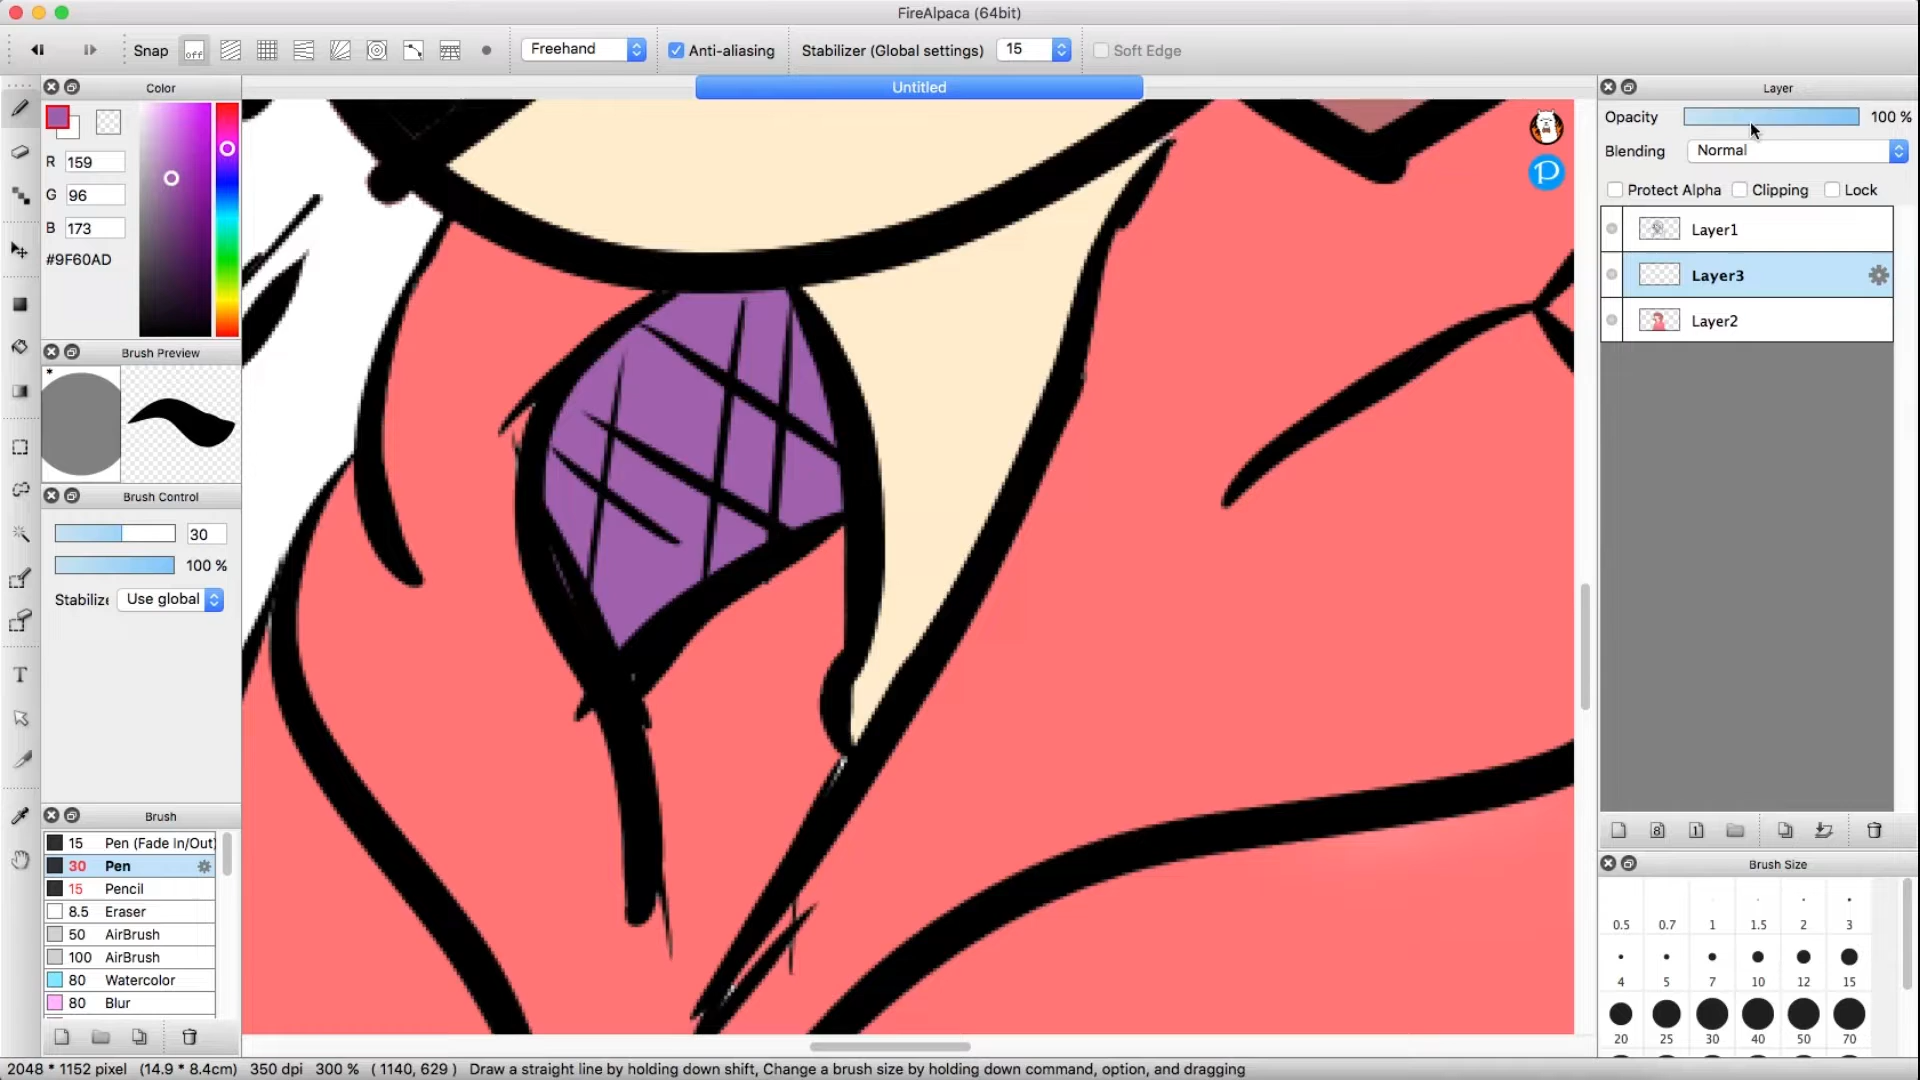 FireAlpaca (64bit)
Snap off Freehand Anti-aliasing Stabilizer (Global settings) 15 Soft Edge
Untitled
Color
R 159
G 96
B 173
#9F60AD
Brush Preview
*
Brush Control
30
100 %
Stabilize Use global
Brush
15 Pen (Fade In/Out)
30 Pen
15 Pencil
8.5 Eraser
50 AirBrush
100 AirBrush
80 Watercolor
80 Blur
P
Layer
Opacity 100 %
Blending Normal
Protect Alpha Clipping Lock
Layer1
Layer3
Layer2
8 1
Brush Size
0.5 0.7 1 1.5 2 3
4 5 7 10 12 15
20 25 30 40 50 70
T
2048 * 1152 pixel (14.9 * 8.4cm) 350 dpi 300 % ( 1140, 629 ) Draw a straight line by holding down shift, Change a brush size by holding down command, option, and dragging